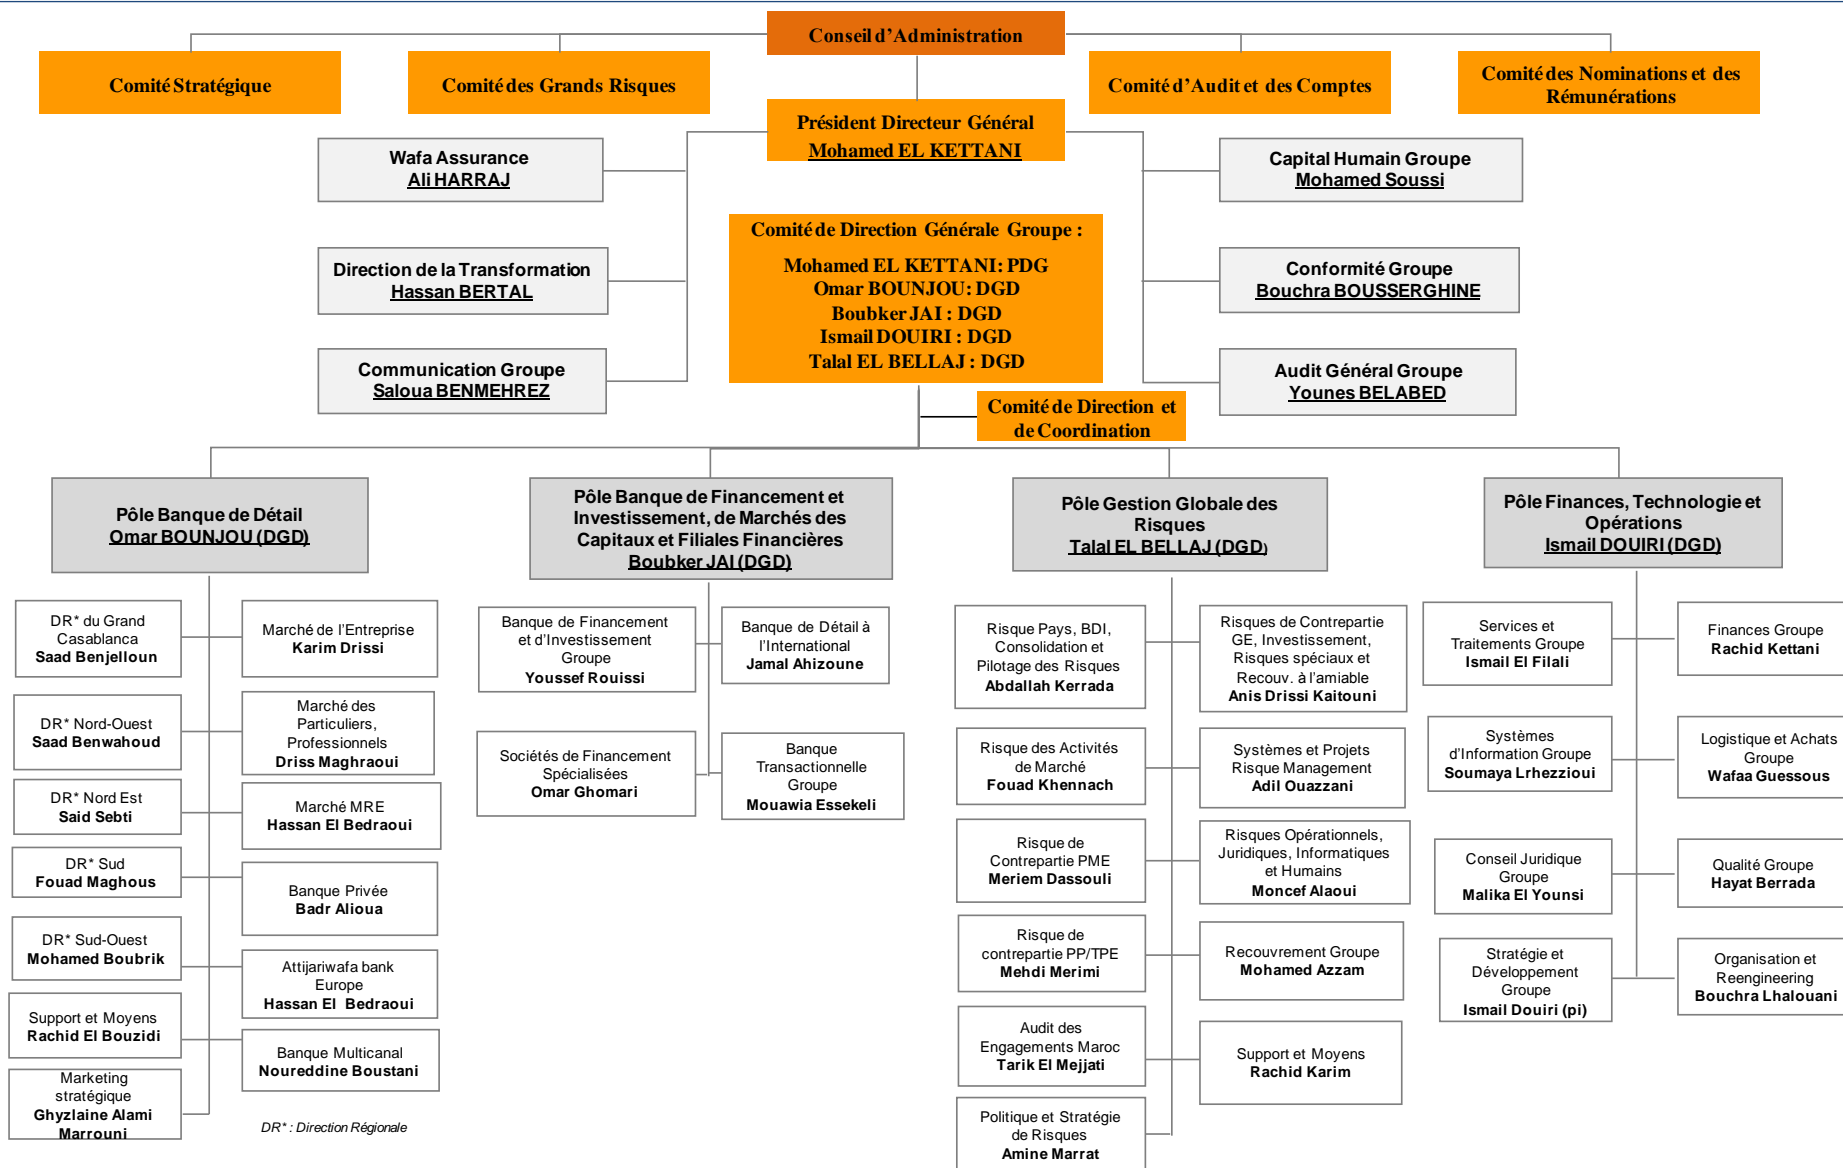 Conseil d'Administration
Comité Stratégique
Comité des Grands Risques
Comité d'Audit et des Comptes
Comité des Nominations et des
Rémunérations
Président Directeur Général
Mohamed EL KETTANI
Wafa Assurance
Ali HARRAJ
Capital Humain Groupe
Mohamed Soussi
Comité de Direction Générale Groupe :
Mohamed EL KETTANI: PDG
Omar BOUNJOU: DGD
Boubker JAI : DGD
Ismail DOUIRI : DGD
Talal EL BELLAJ : DGD
Direction de la Transformation
Hassan BERTAL
Conformité Groupe
Bouchra BOUSSERGHINE
Communication Groupe
Saloua BENMEHREZ
Audit Général Groupe
Younes BELABED
Comité de Direction et
de Coordination
Pôle Banque de Détail
Omar BOUNJOU (DGD)
Pôle Banque de Financement et
Investissement, de Marchés des
Capitaux et Filiales Financières
Boubker JAI (DGD)
Pôle Gestion Globale des
Risques
Talal EL BELLAJ (DGD)
Pôle Finances, Technologie et
Opérations
Ismail DOUIRI (DGD)
DR* du Grand
Casablanca
Saad Benjelloun
Marché de l'Entreprise
Karim Drissi
DR* Nord-Ouest
Saad Benwahoud
Marché des
Particuliers,
Professionnels
Driss Maghraoui
DR* Nord Est
Said Sebti
Marché MRE
Hassan El Bedraoui
DR* Sud
Fouad Maghous
Banque Privée
Badr Alioua
DR* Sud-Ouest
Mohamed Boubrik
Attijariwafa bank
Europe
Hassan El Bedraoui
Support et Moyens
Rachid El Bouzidi
Banque Multicanal
Noureddine Boustani
Marketing
stratégique
Ghyzlaine Alami
Marrouni
DR* : Direction Régionale
Banque de Financement
et d'Investissement
Groupe
Youssef Rouissi
Banque de Détail à
l'International
Jamal Ahizoune
Sociétés de Financement
Spécialisées
Omar Ghomari
Banque
Transactionnelle
Groupe
Mouawia Essekeli
Risque Pays, BDI,
Consolidation et
Pilotage des Risques
Abdallah Kerrada
Risques de Contrepartie
GE, Investissement,
Risques spéciaux et
Recouv. à l'amiable
Anis Drissi Kaitouni
Risque des Activités
de Marché
Fouad Khennach
Systèmes et Projets
Risk Management
Adil Ouazzani
Risque de
Contrepartie PME
Meriem Dassouli
Risques Opérationnels,
Juridiques, Informatiques
et Humains
Moncef Alaoui
Risque de
contrepartie PP/TPE
Mehdi Merimi
Recouvrement Groupe
Mohamed Azzam
Audit des
Engagements Maroc
Tarik El Mejjati
Support et Moyens
Rachid Karim
Politique et Stratégie
de Risques
Amine Marrat
Services et
Traitements Groupe
Ismail El Filali
Finances Groupe
Rachid Kettani
Systèmes
d'Information Groupe
Soumaya Lrhezzioui
Logistique et Achats
Groupe
Wafaa Guessous
Conseil Juridique
Groupe
Malika El Younsi
Qualité Groupe
Hayat Berrada
Stratégie et
Développement
Groupe
Ismail Douiri (pi)
Organisation et
Reengineering
Bouchra Lhalouani